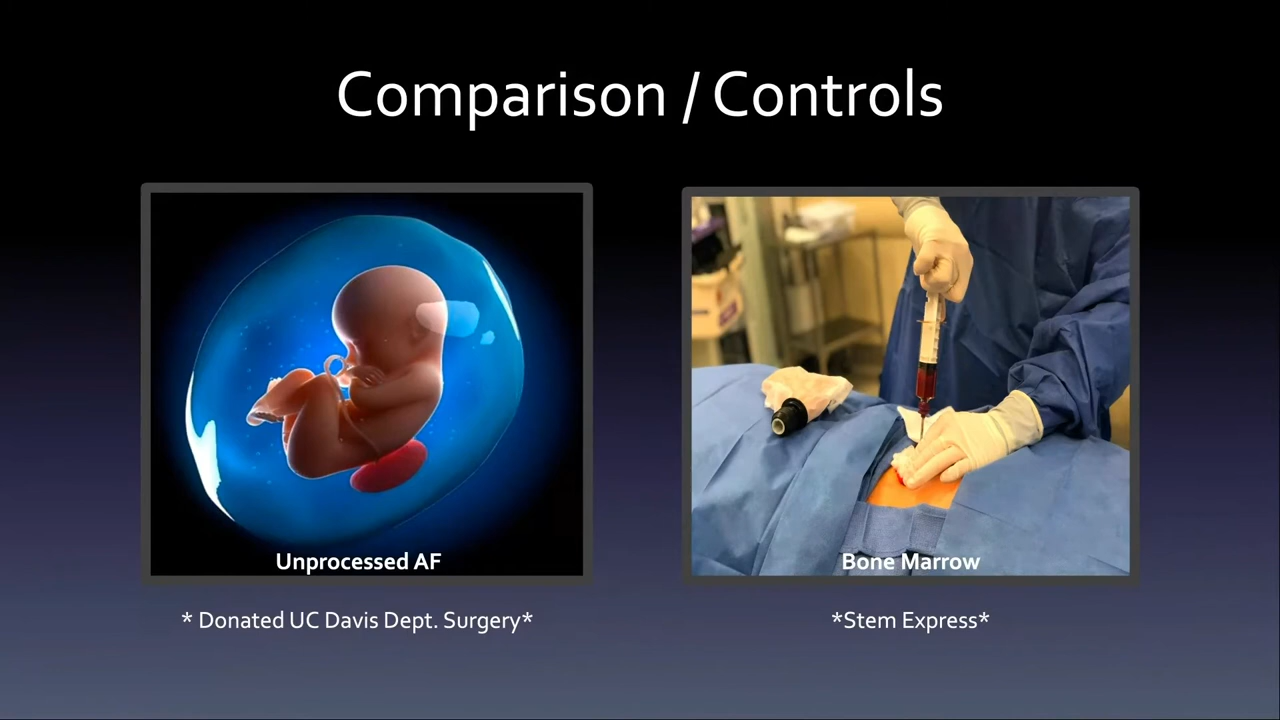 Comparison / Controls
Unprocessed AF
Bone Marrow
* Donated UC Davis Dept. Surgery*
*Stem Express*